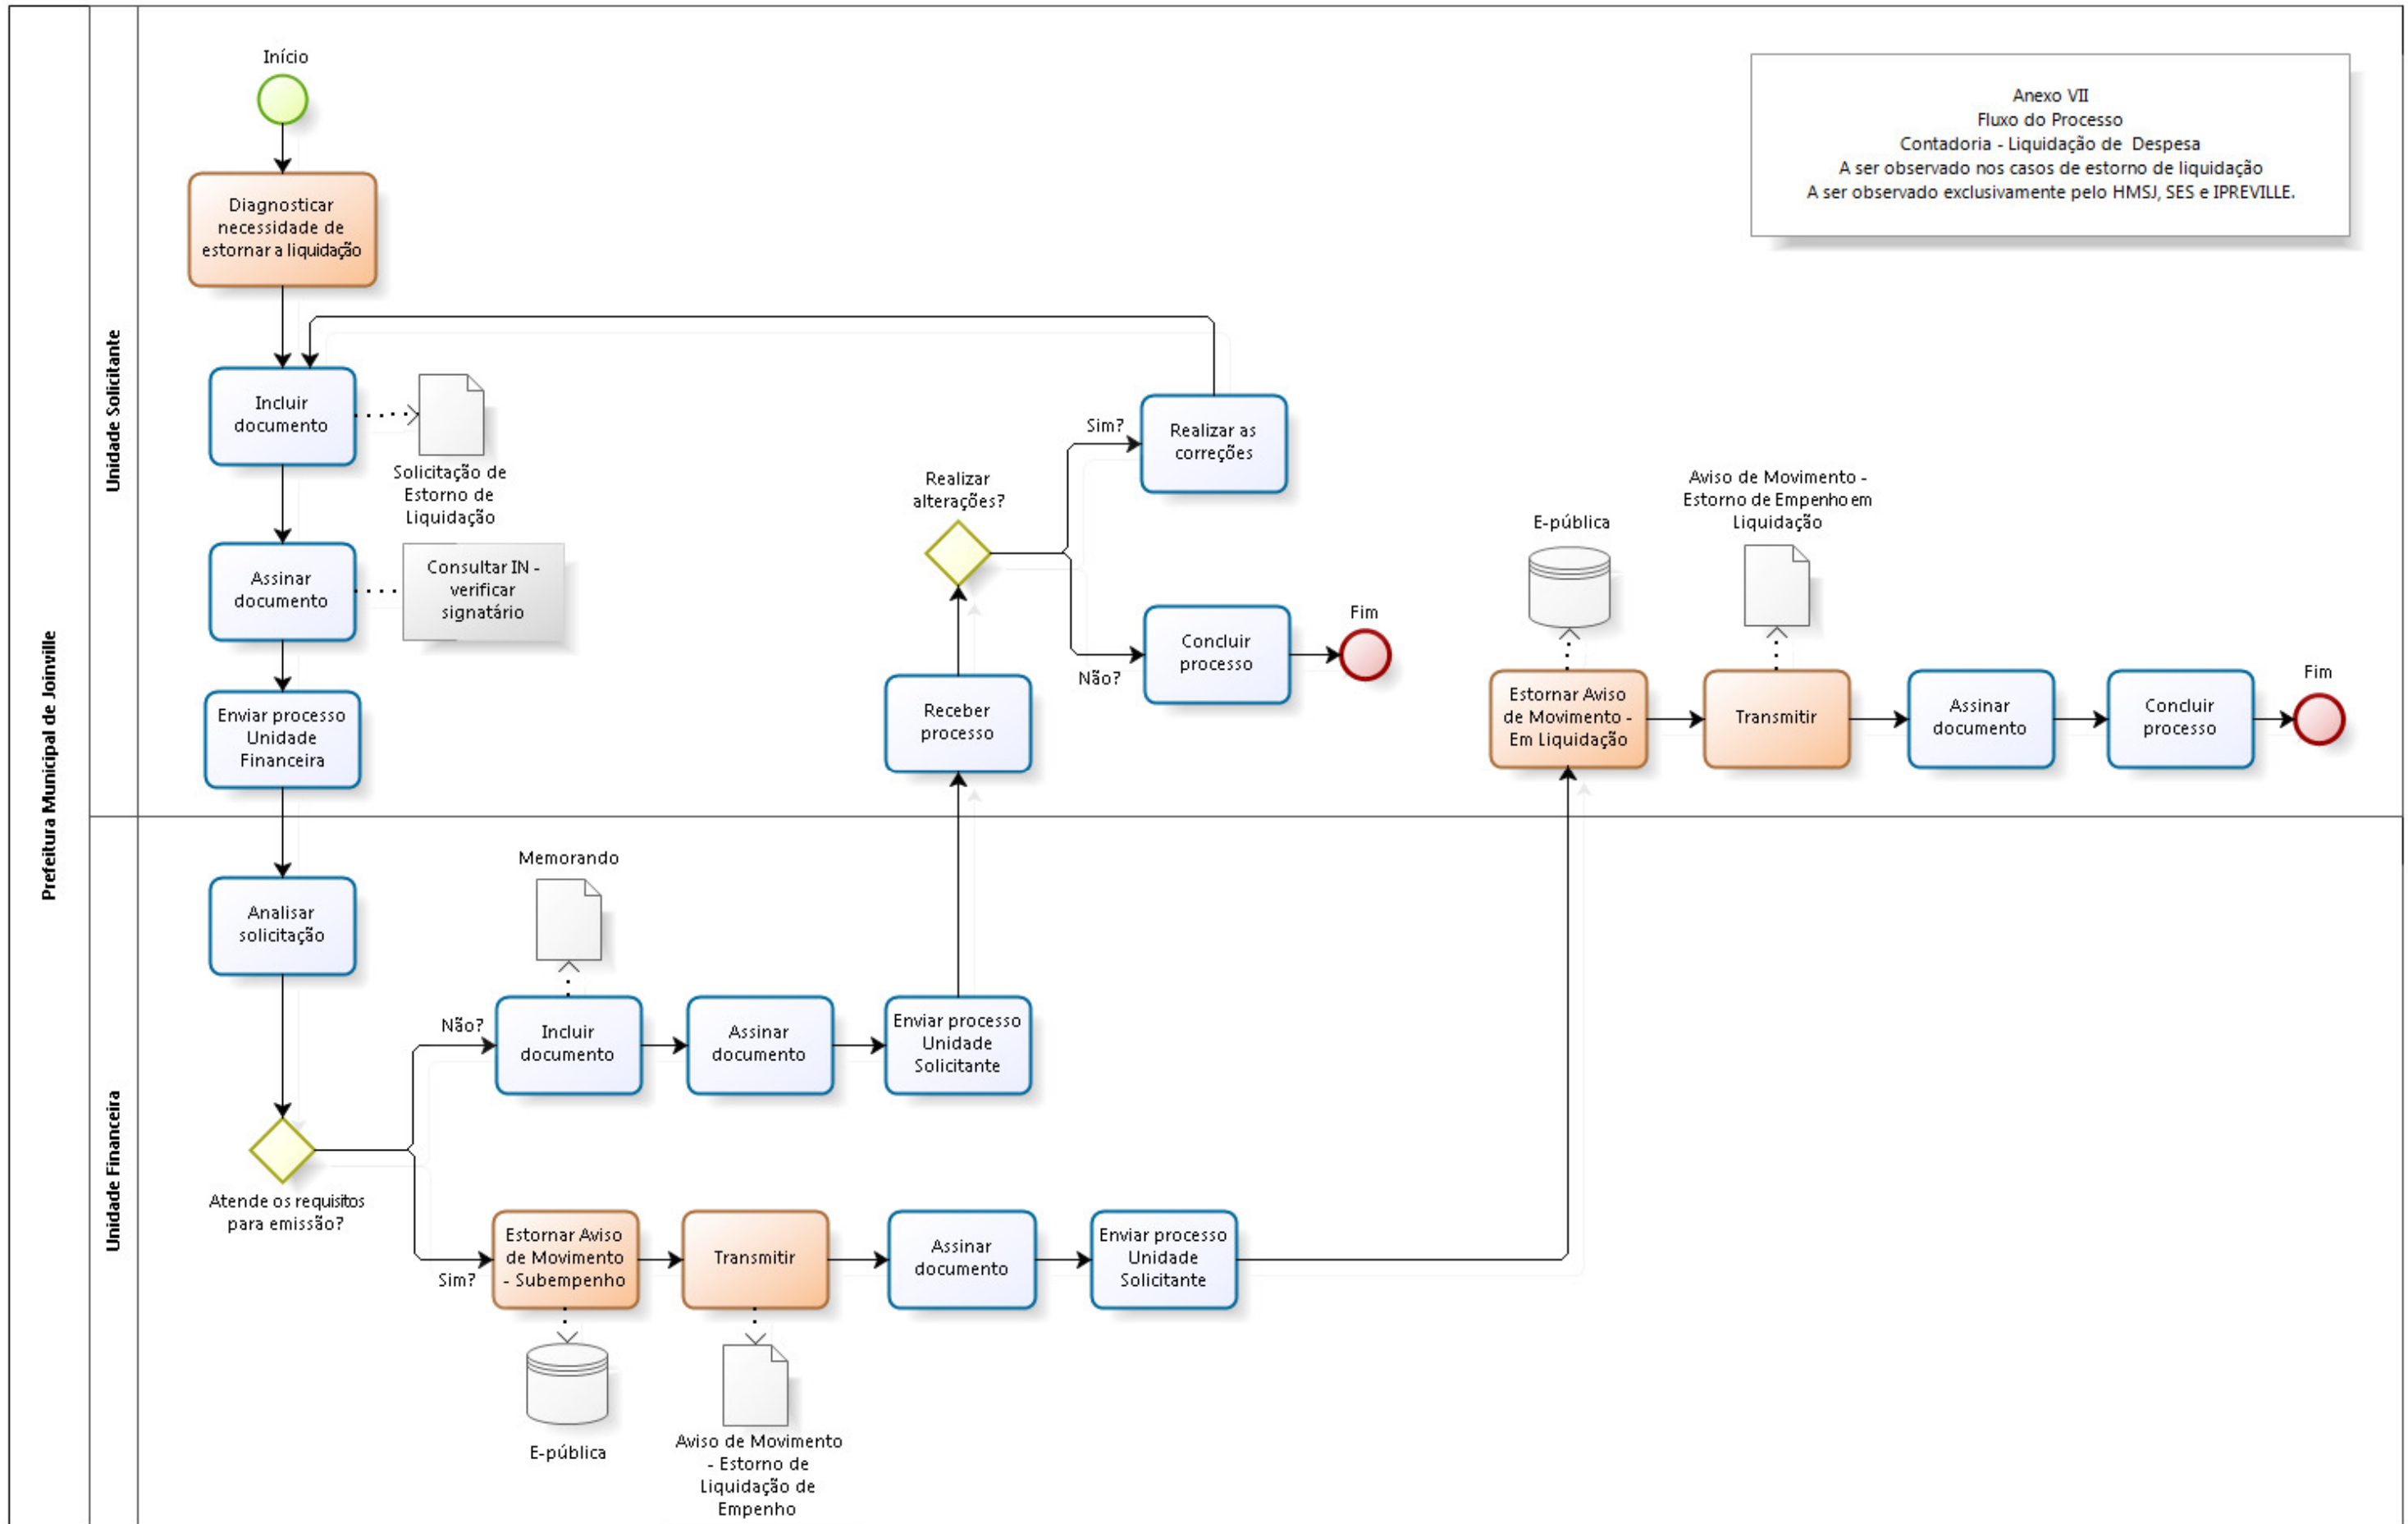 Prefeitura Municipal de Joinville
Unidade Solicitante
Início
Diagnosticar
necessidade de
estornar a liquidação
Anexo VII
Fluxo do Processo
Contadoria - Liquidação de Despesa
A ser observado nos casos de estorno de liquidação
A ser observado exclusivamente pelo HMSJ, SES e IPREVILLE.
Incluir
documento
Solicitação de
Estorno de
Liquidação
Assinar
documento
Consultar IN -
verificar
signatário
Enviar processo
Unidade
Financeira
Realizar
alterações?
Sim?
Realizar as
correções
Não?
Concluir
processo
Fim
Receber
processo
E-pública
Aviso de Movimento -
Estorno de Empenho em
Liquidação
Estornar Aviso
de Movimento -
Em Liquidação
Transmitir
Assinar
documento
Concluir
processo
Fim
Unidade Financeira
Analisar
solicitação
Atende os requisitos
para emissão?
Memorando
Não?
Incluir
documento
Assinar
documento
Enviar processo
Unidade
Solicitante
Sim?
Estornar Aviso
de Movimento
- Subempenho
Transmitir
Assinar
documento
Enviar processo
Unidade
Solicitante
E-pública
Aviso de Movimento
- Estorno de
Liquidação de
Empenho